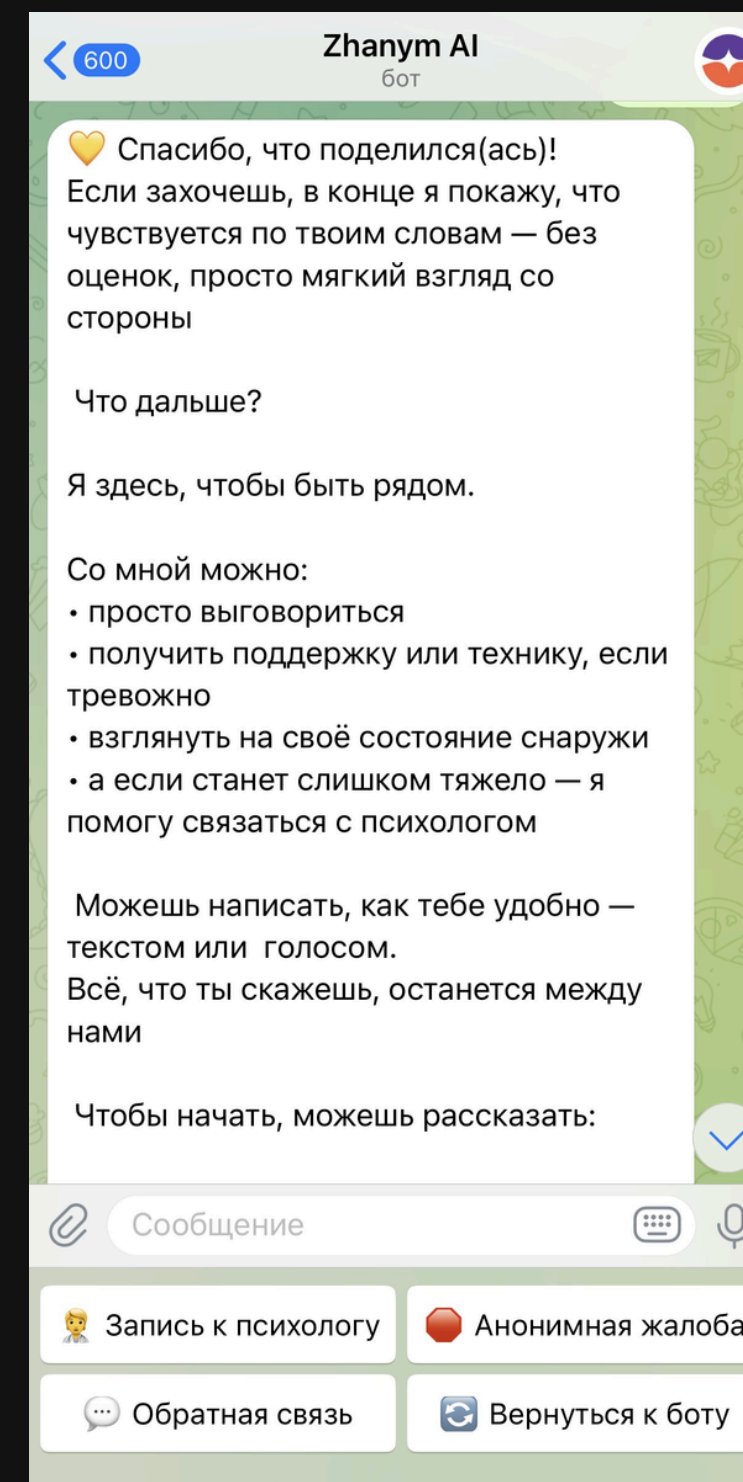 600
Zhanym AI
бот
💛 Спасибо, что поделился(ась)!
Если захочешь, в конце я покажу, что
чувствуется по твоим словам — без
оценок, просто мягкий взгляд со
стороны
Что дальше?
Я здесь, чтобы быть рядом.
Со мной можно:
• просто выговориться
• получить поддержку или технику, если
тревожно
• взглянуть на своё состояние снаружи
• а если станет слишком тяжело — я
помогу связаться с психологом
Можешь написать, как тебе удобно —
текстом или голосом.
Всё, что ты скажешь, останется между
нами
Чтобы начать, можешь рассказать:
Сообщение
🧑‍⚕️ Запись к психологу
🛑 Анонимная жалоба
💬 Обратная связь
🔄 Вернуться к боту